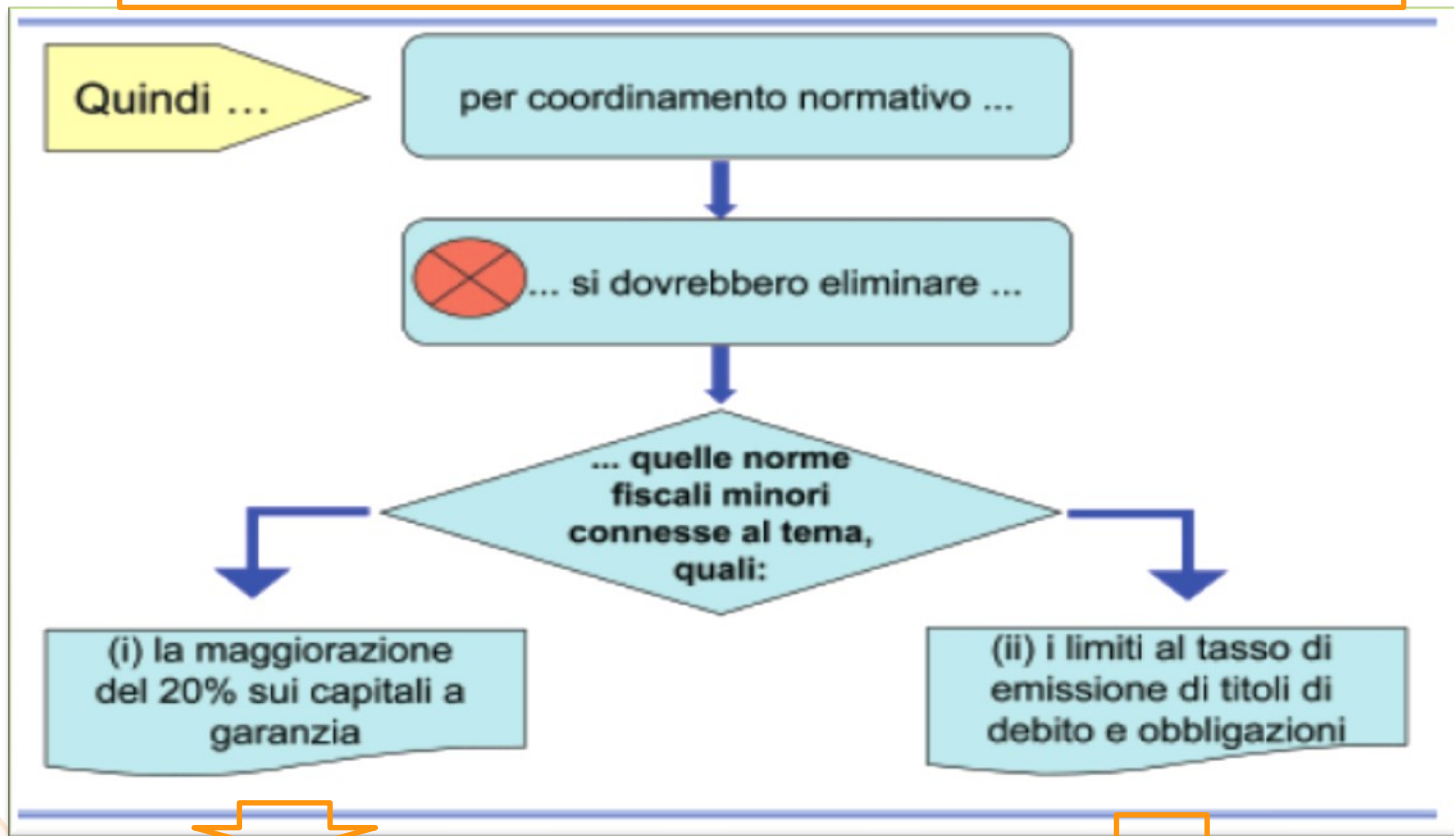 Quindi ...
per coordinamento normativo ...
... si dovrebbero eliminare ...
... quelle norme
fiscali minori
connesse al tema,
quali:
(i) la maggiorazione
del 20% sui capitali a
garanzia
(ii) i limiti al tasso di
emissione di titoli di
debito e obbligazioni